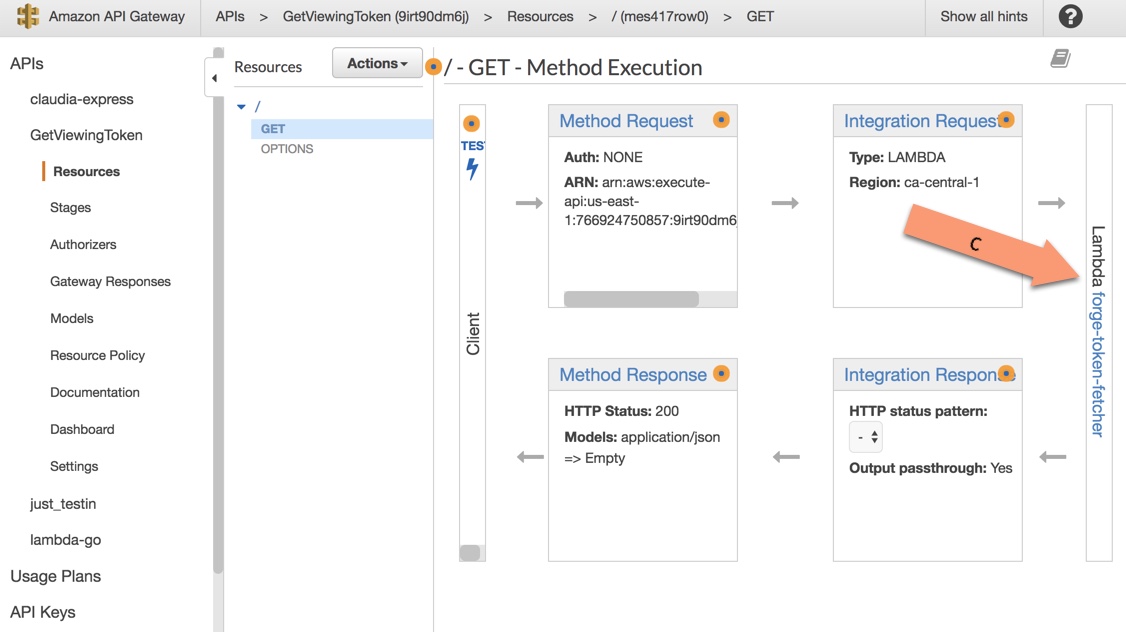 Amazon API Gateway
APIs > GetViewingToken (9irt90dm6j) > Resources > / (mes417row0) > GET
Show all hints
?
APIs
claudia-express
GetViewingToken
Resources
Stages
Authorizers
Gateway Responses
Models
Resource Policy
Documentation
Dashboard
Settings
just_testin
lambda-go
Usage Plans
API Keys
Resources
Actions
/
GET
OPTIONS
/ - GET - Method Execution
TEST
Client
Method Request
Auth: NONE
ARN: arn:aws:execute-
api:us-east-
1:766924750857:9irt90dm6
Integration Request
Type: LAMBDA
Region: ca-central-1
C
Lambda forge-token-fetcher
Method Response
HTTP Status: 200
Models: application/json
=> Empty
Integration Response
HTTP status pattern:
-
Output passthrough: Yes